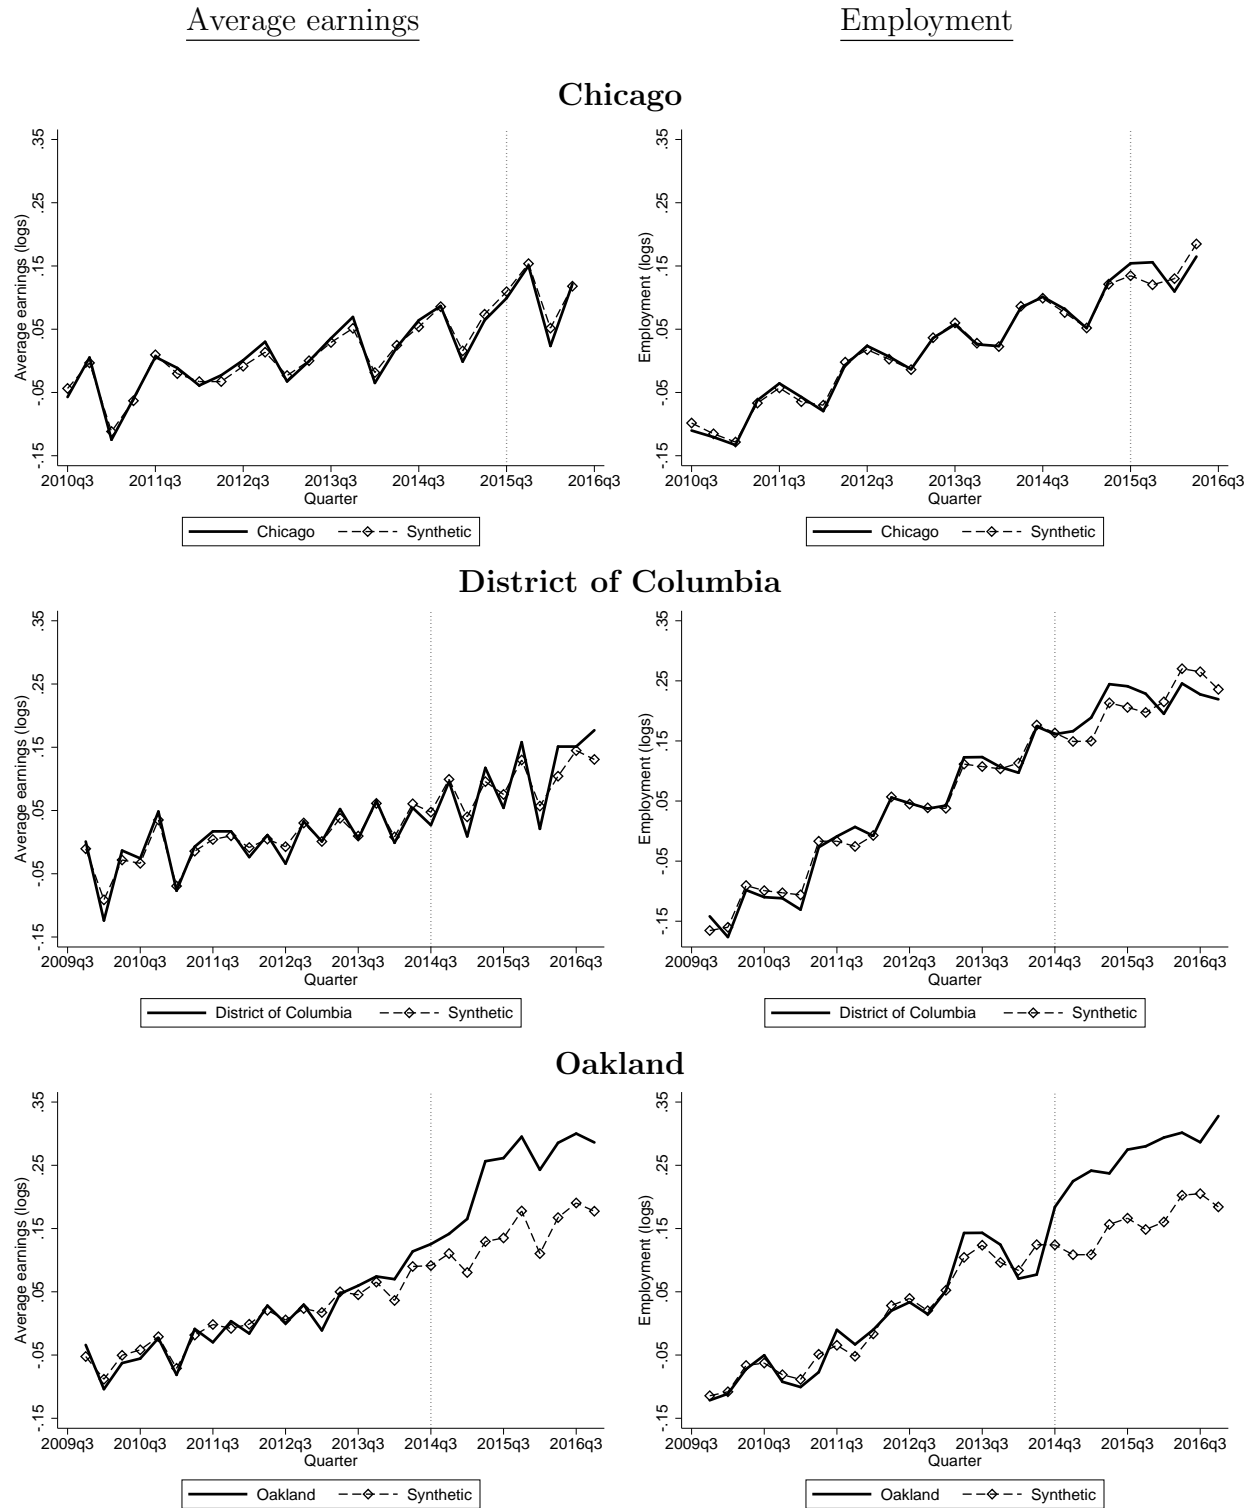 Average earnings
Employment
Chicago
Average earnings (logs)
.35
.25
.15
.05
-.05
-.15
2010q3 2011q3 2012q3 2013q3 2014q3 2015q3 2016q3
Quarter
Chicago Synthetic
Employment (logs)
.35
.25
.15
.05
-.05
-.15
2010q3 2011q3 2012q3 2013q3 2014q3 2015q3 2016q3
Quarter
Chicago Synthetic
District of Columbia
Average earnings (logs)
.35
.25
.15
.05
-.05
-.15
2009q3 2010q3 2011q3 2012q3 2013q3 2014q3 2015q3 2016q3
Quarter
District of Columbia Synthetic
Employment (logs)
.35
.25
.15
.05
-.05
-.15
2009q3 2010q3 2011q3 2012q3 2013q3 2014q3 2015q3 2016q3
Quarter
District of Columbia Synthetic
Oakland
Average earnings (logs)
.35
.25
.15
.05
-.05
-.15
2009q3 2010q3 2011q3 2012q3 2013q3 2014q3 2015q3 2016q3
Quarter
Oakland Synthetic
Employment (logs)
.35
.25
.15
.05
-.05
-.15
2009q3 2010q3 2011q3 2012q3 2013q3 2014q3 2015q3 2016q3
Quarter
Oakland Synthetic